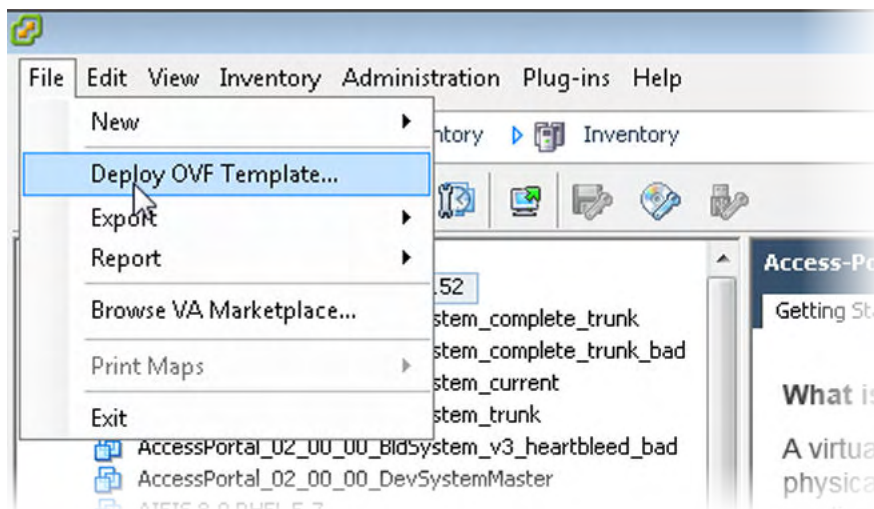 File Edit View Inventory Administration Plug-ins Help
New
ntory Inventory
Deploy OVF Template...
Export
Report
Browse VA Marketplace...
Print Maps
Exit
.52
stem_complete_trunk
stem_complete_trunk_bad
stem_current
stem_trunk
AccessPortal_02_00_00_BldSystem_v3_heartbleed_bad
AccessPortal_02_00_00_DevSystemMaster
Access-Po
Getting St
What is
A virtua
physica